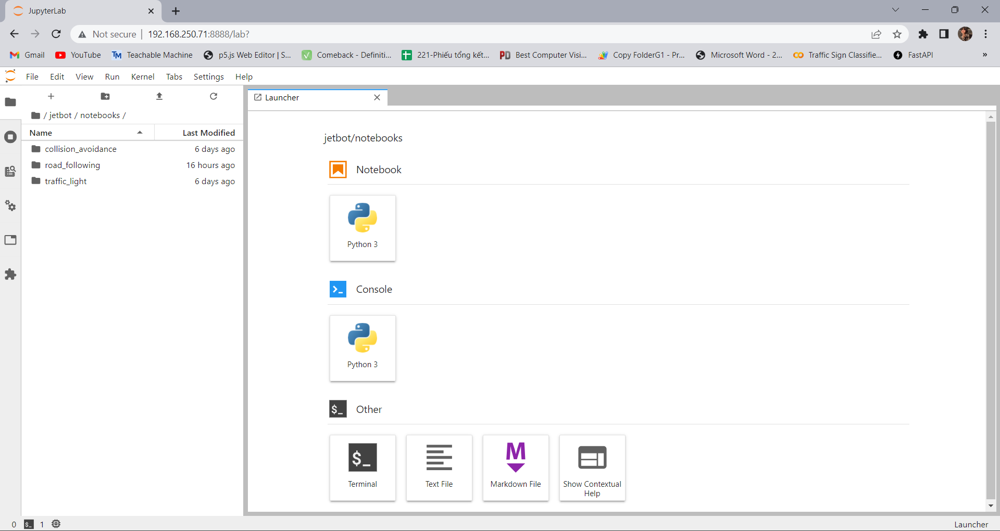 JupyterLab
Not secure 192.168.250.71:8888/lab?
Gmail YouTube Teachable Machine p5.js Web Editor | S... Comeback - Definiti... 221-Phiếu tổng kết... Best Computer Visi... Copy FolderG1 - Pr... Microsoft Word - 2... Traffic Sign Classifie... FastAPI »
File Edit View Run Kernel Tabs Settings Help
/ jetbot / notebooks /
Name Last Modified
collision_avoidance 6 days ago
road_following 16 hours ago
traffic_light 6 days ago
Launcher
jetbot/notebooks
Notebook
Python 3
Console
Python 3
$_ Other
$_ M
Terminal Text File Markdown File Show Contextual
Help
0 $_ 1 Launcher